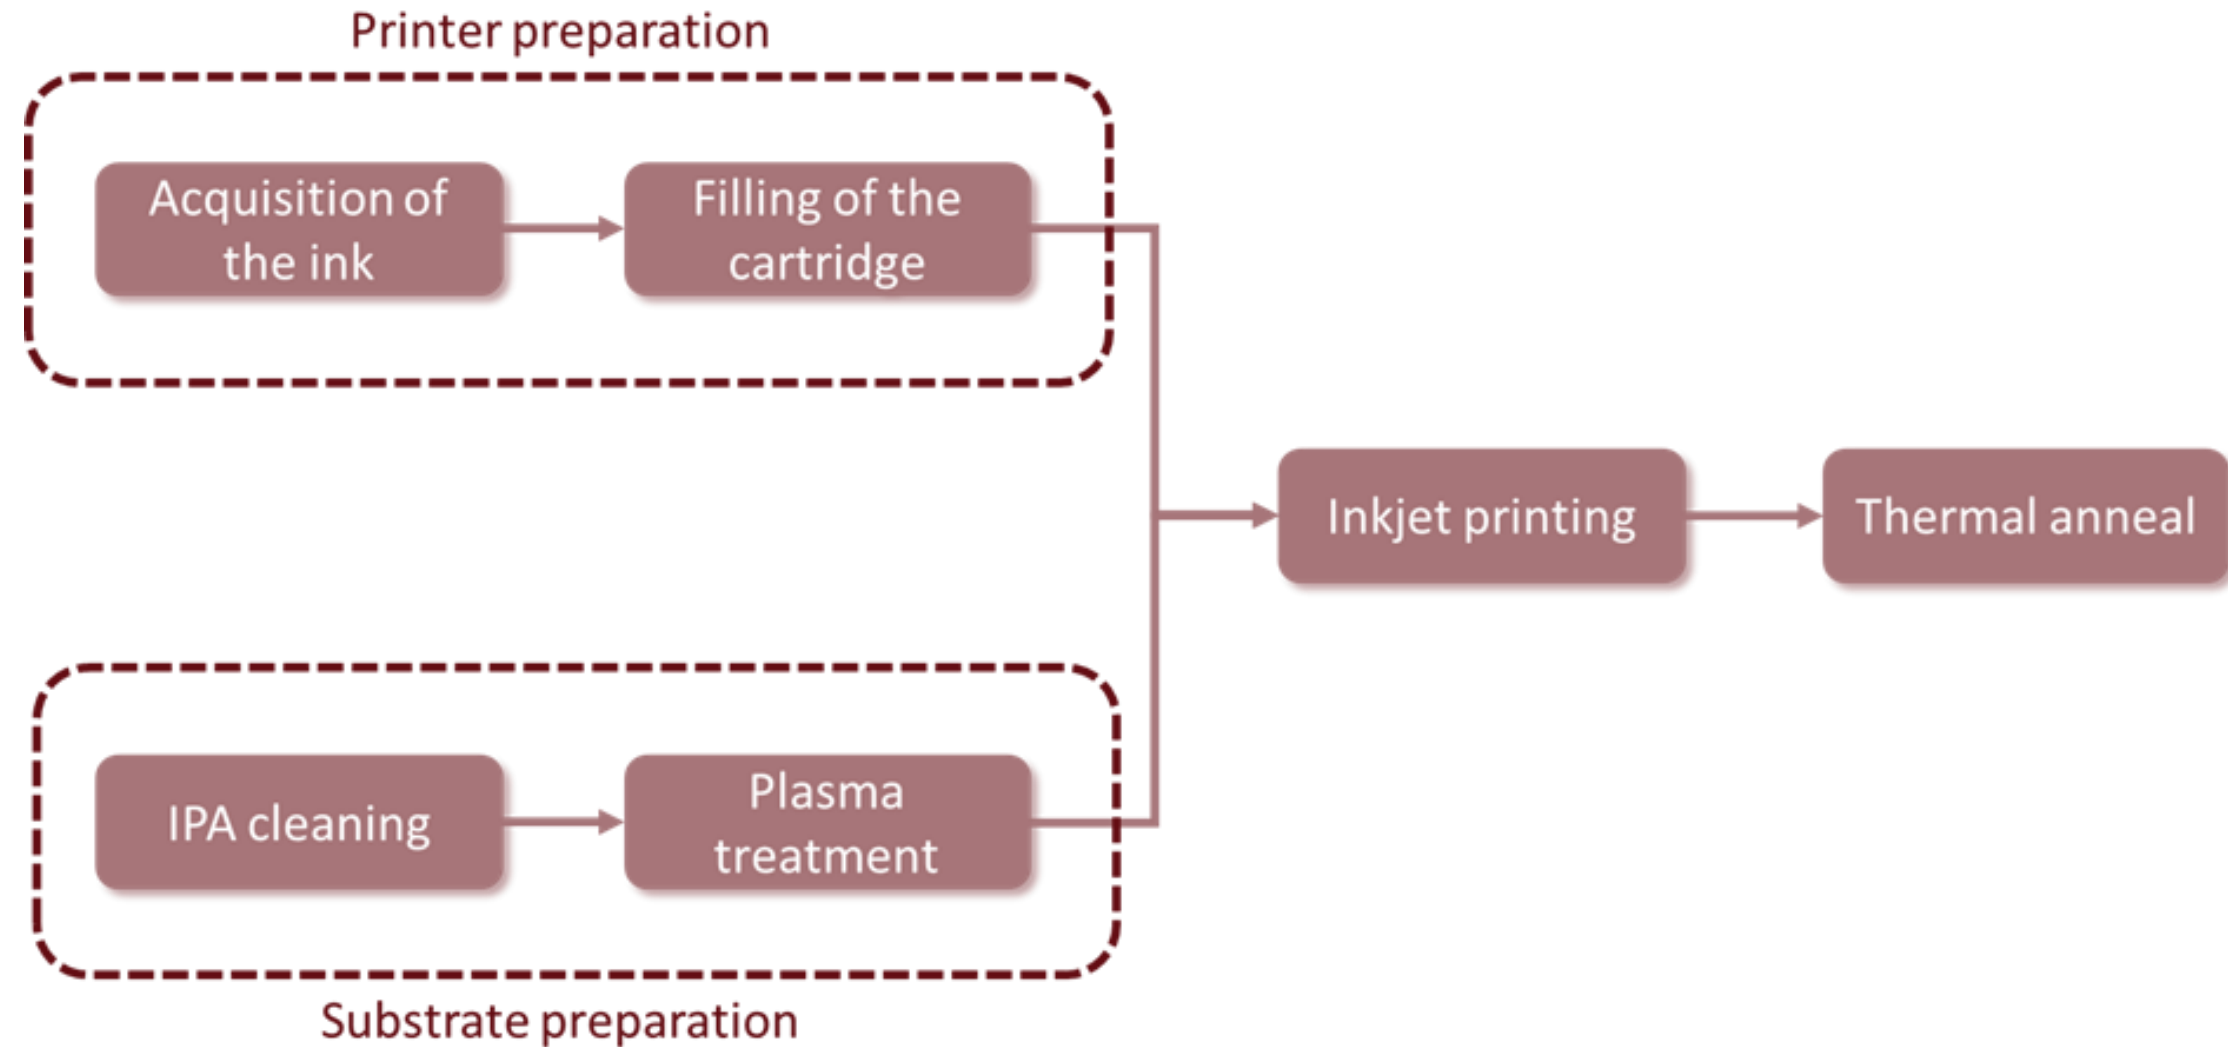 Printer preparation
Acquisition of
the ink
Filling of the
cartridge
Inkjet printing
Thermal anneal
IPA cleaning
Plasma
treatment
Substrate preparation